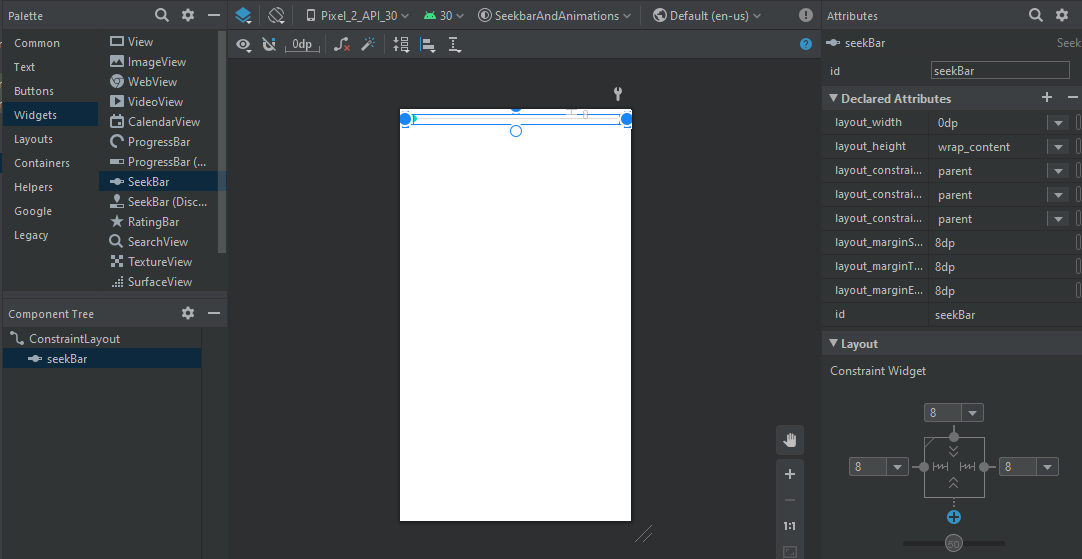 Palette
Common
Text
Buttons
Widgets
Layouts
Containers
Helpers
Google
Legacy
View
ImageView
WebView
VideoView
CalendarView
ProgressBar
ProgressBar (...
SeekBar
SeekBar (Disc...
RatingBar
SearchView
TextureView
SurfaceView
Component Tree
ConstraintLayout
seekBar
Pixel_2_API_30
30
SeekbarAndAnimations
Default (en-us)
0dp
1:1
Attributes
seekBar Seek
id seekBar
Declared Attributes
layout_width 0dp
layout_height wrap_content
layout_constrai... parent
layout_constrai... parent
layout_constrai... parent
layout_marginS... 8dp
layout_marginT... 8dp
layout_marginE... 8dp
id seekBar
Layout
Constraint Widget
8
8 8
50